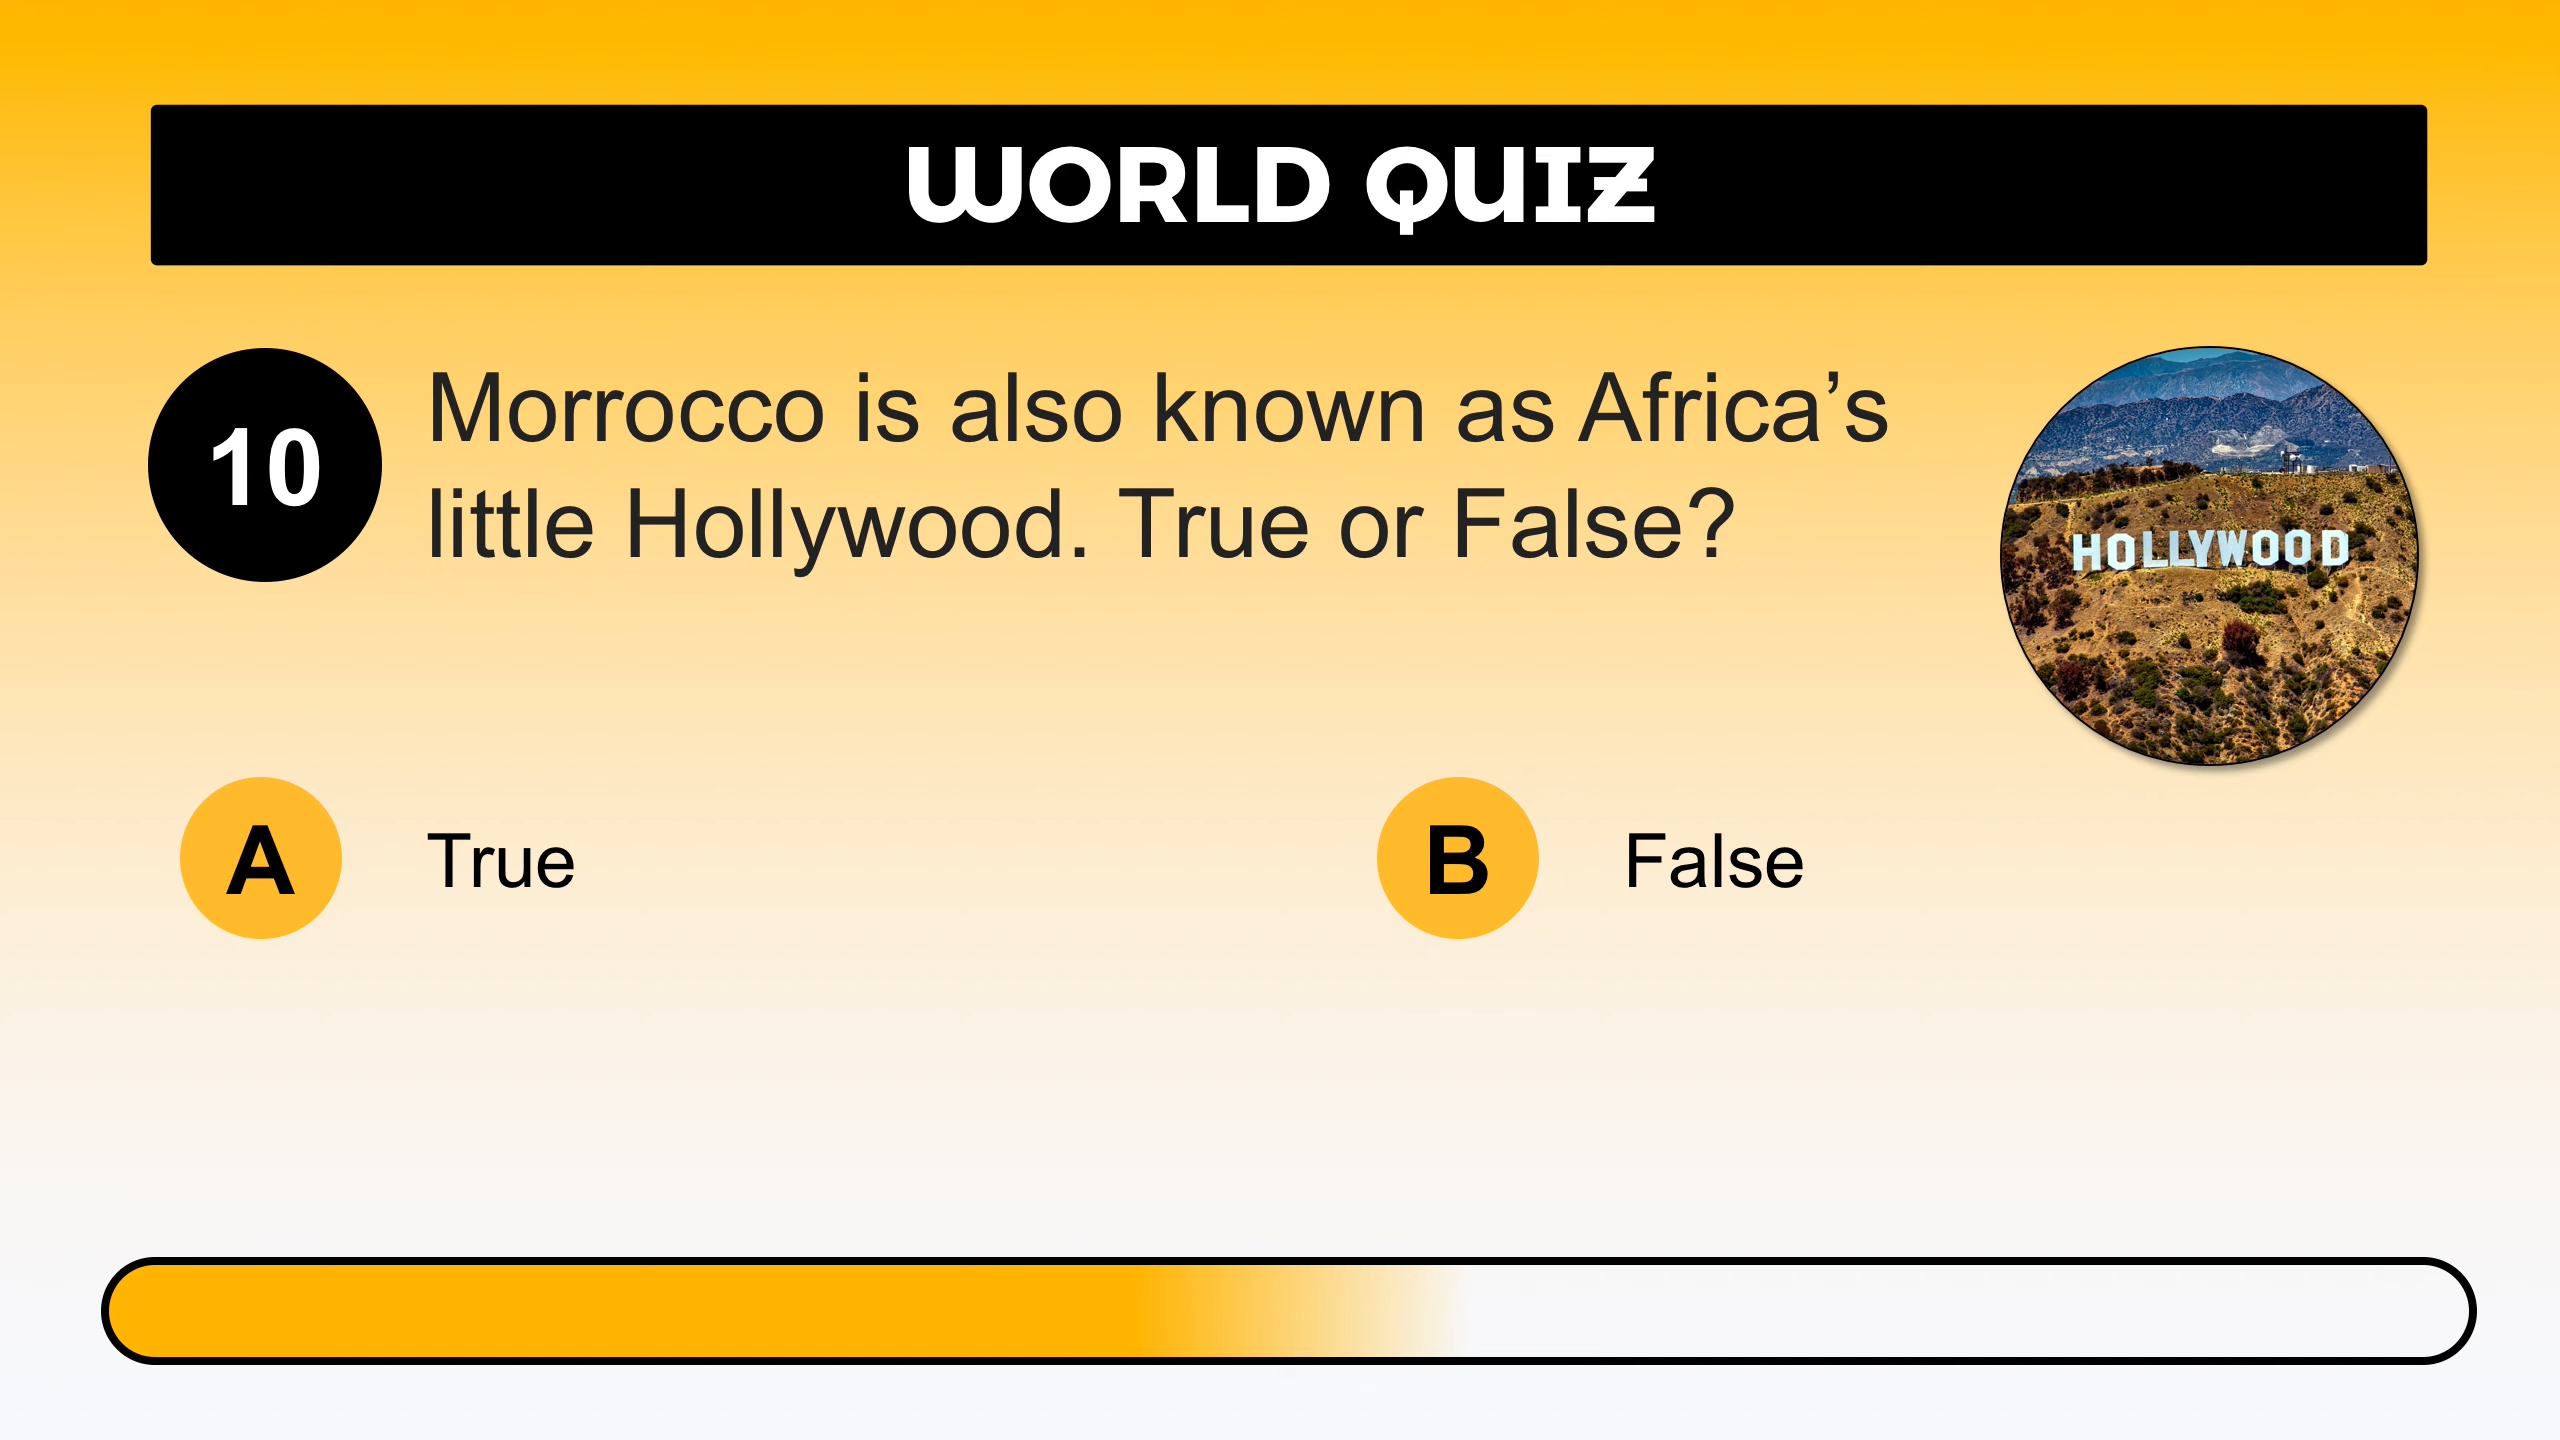 WORLD QUIZ
10
Morrocco is also known as Africa’s
little Hollywood. True or False?
HOLLYWOOD
A
True
B
False